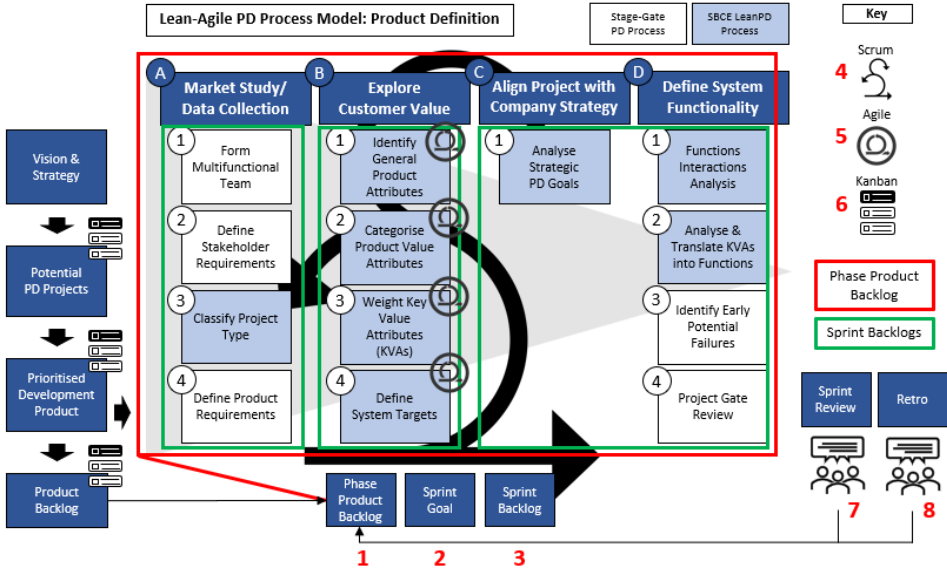 Lean-Agile PD Process Model: Product Definition
Stage-Gate
PD Process
SBCE LeanPD
Process
Key
A
Market Study/
Data Collection
B
Explore
Customer Value
C
Align Project with
Company Strategy
D
Define System
Functionality
1
Form
Multifunctional
Team
2
Define
Stakeholder
Requirements
3
Classify Project
Type
4
Define Product
Requirements
1
Identify
General
Product
Attributes
2
Categorise
Product Value
Attributes
3
Weight Key
Value
Attributes
(KVAs)
4
Define
System Targets
1
Analyse
Strategic
PD Goals
1
Functions
Interactions
Analysis
2
Analyse &
Translate KVAs
into Functions
3
Identify Early
Potential
Failures
4
Project Gate
Review
Vision &
Strategy
Potential
PD Projects
Prioritised
Development
Product
Product
Backlog
Phase
Product
Backlog
Sprint
Goal
Sprint
Backlog
1
2
3
Scrum
4
Agile
5
Kanban
6
Phase Product
Backlog
Sprint Backlogs
Sprint
Review
Retro
7
8